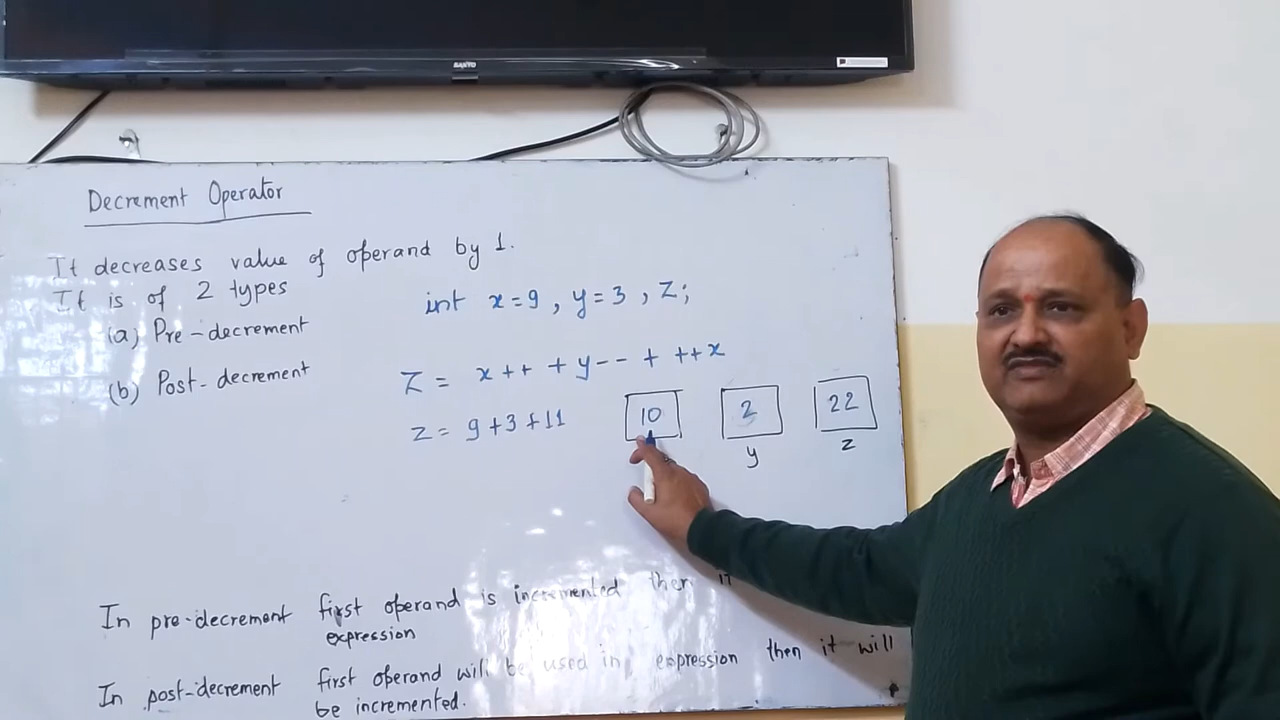 SANYO
Decrement Operator
It decreases value of operand by 1.
It is of 2 types
(a) Pre-decrement
(b) Post-decrement
int x=9, y=3, Z;
Z = x++ + y-- + ++x
z = 9+3+11
10 2 22
y z
In pre-decrement first operand is incremented then it
expression
In post-decrement first operand will be used in expression then it will
be incremented.